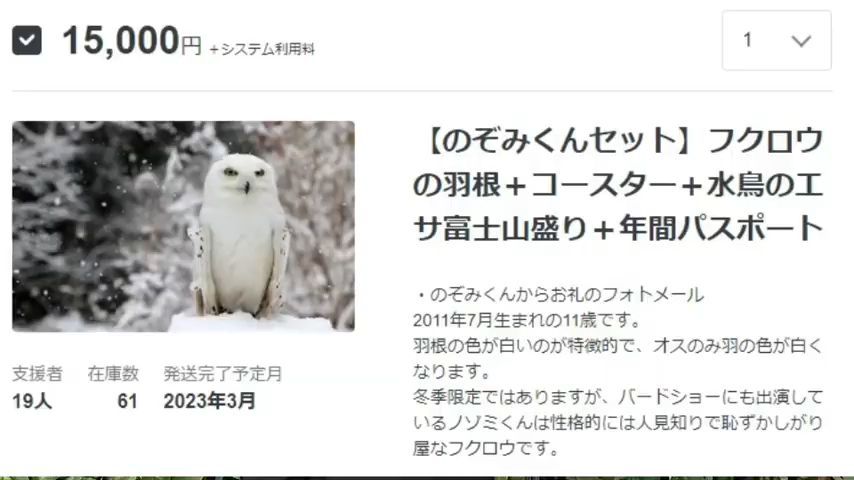 15,000円 +システム利用料
1
【のぞみくんセット】フクロウ
の羽根+コースター+水鳥のエ
サ富士山盛り+年間パスポート
・のぞみくんからお礼のフォトメール
2011年7月生まれの11歳です。
羽根の色が白いのが特徴的で、オスのみ羽の色が白く
なります。
冬季限定ではありますが、バードショーにも出演して
いるノゾミくんは性格的には人見知りで恥ずかしがり
屋なフクロウです。
支援者 在庫数 発送完了予定月
19人 61 2023年3月